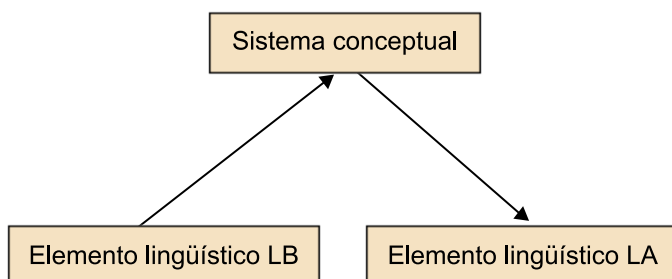 Sistema conceptual
Elemento lingüístico LB
Elemento lingüístico LA